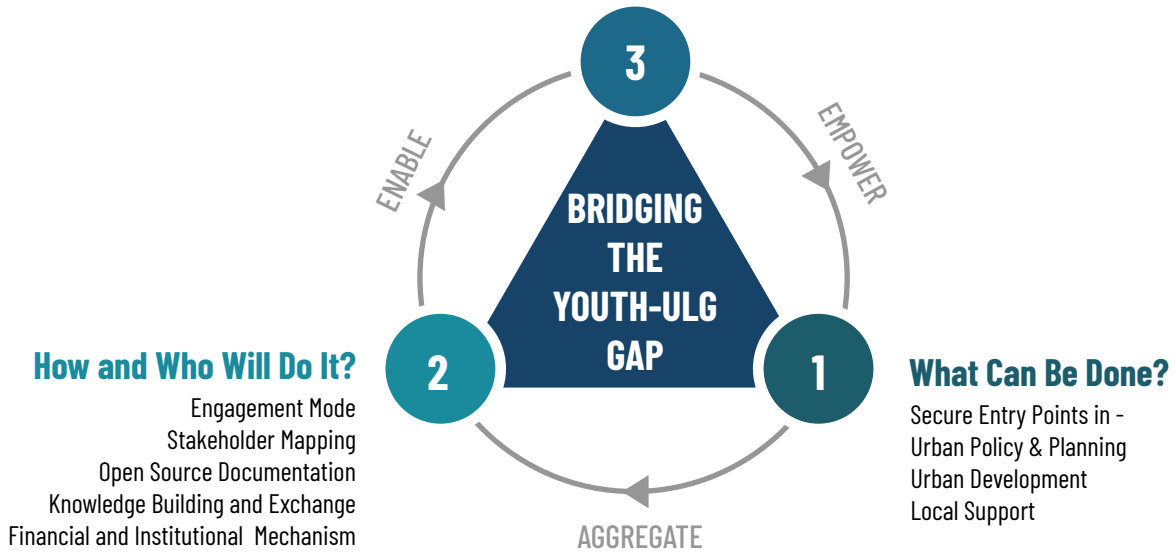 3
ENABLE
EMPOWER
BRIDGING
THE
YOUTH-ULG
GAP
2
1
How and Who Will Do It?
Engagement Mode
Stakeholder Mapping
Open Source Documentation
Knowledge Building and Exchange
Financial and Institutional Mechanism
What Can Be Done?
Secure Entry Points in -
Urban Policy & Planning
Urban Development
Local Support
AGGREGATE